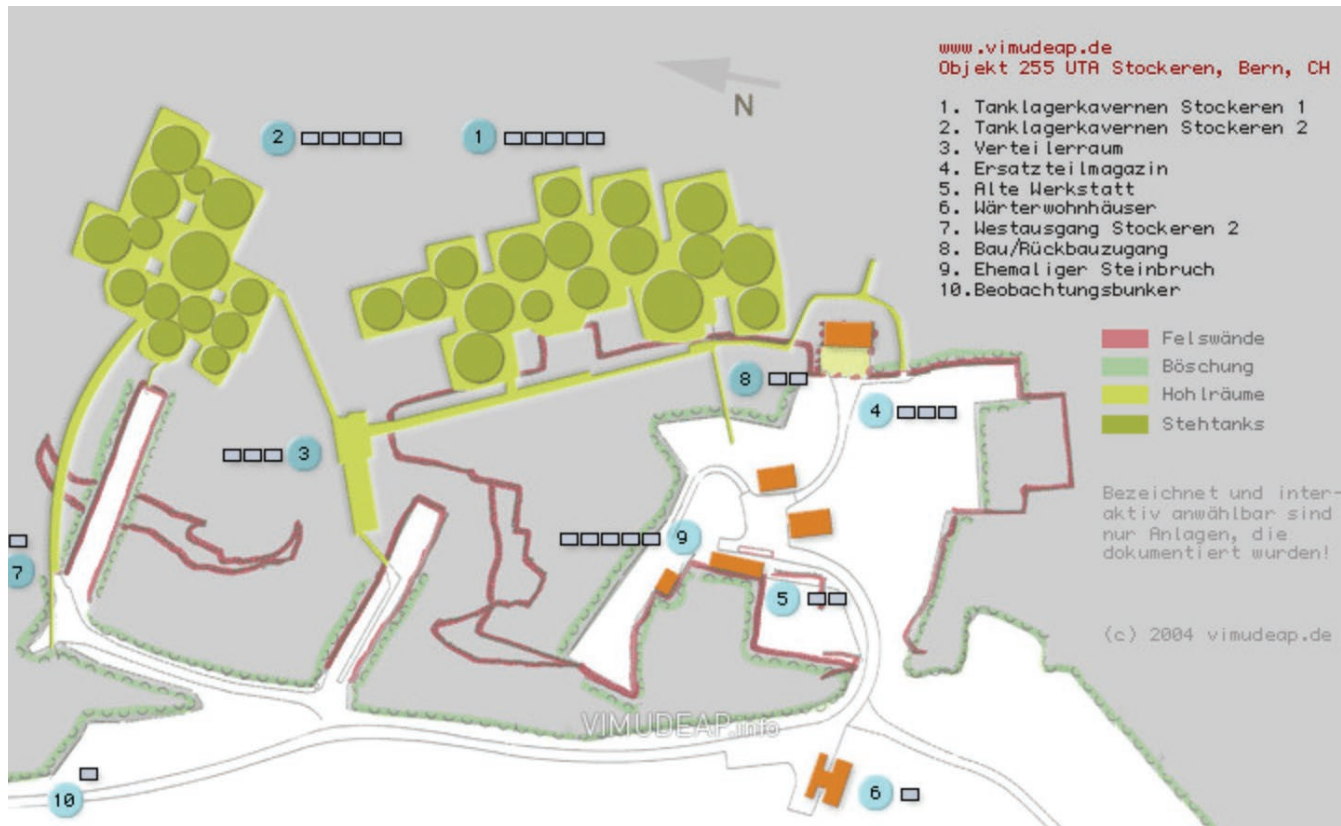 www.vimudeap.de
Objekt 255 UTA Stockeren, Bern, CH
N
1. Tanklagerkavernen Stockeren 1
2. Tanklagerkavernen Stockeren 2
3. Verteilerraum
4. Ersatzteilmagazin
5. Alte Werkstatt
6. Wärterwohnhäuser
7. Westausgang Stockeren 2
8. Bau/Rückbauzugang
9. Ehemaliger Steinbruch
10.Beobachtungsbunker
2
1
Felswände
Böschung
Hohlräume
Stehtanks
8
4
3
Bezeichnet und inter-
aktiv anwählbar sind
nur Anlagen, die
dokumentiert wurden!
9
7
5
(c) 2004 vimudeap.de
VIMUDEAP.info
10
6